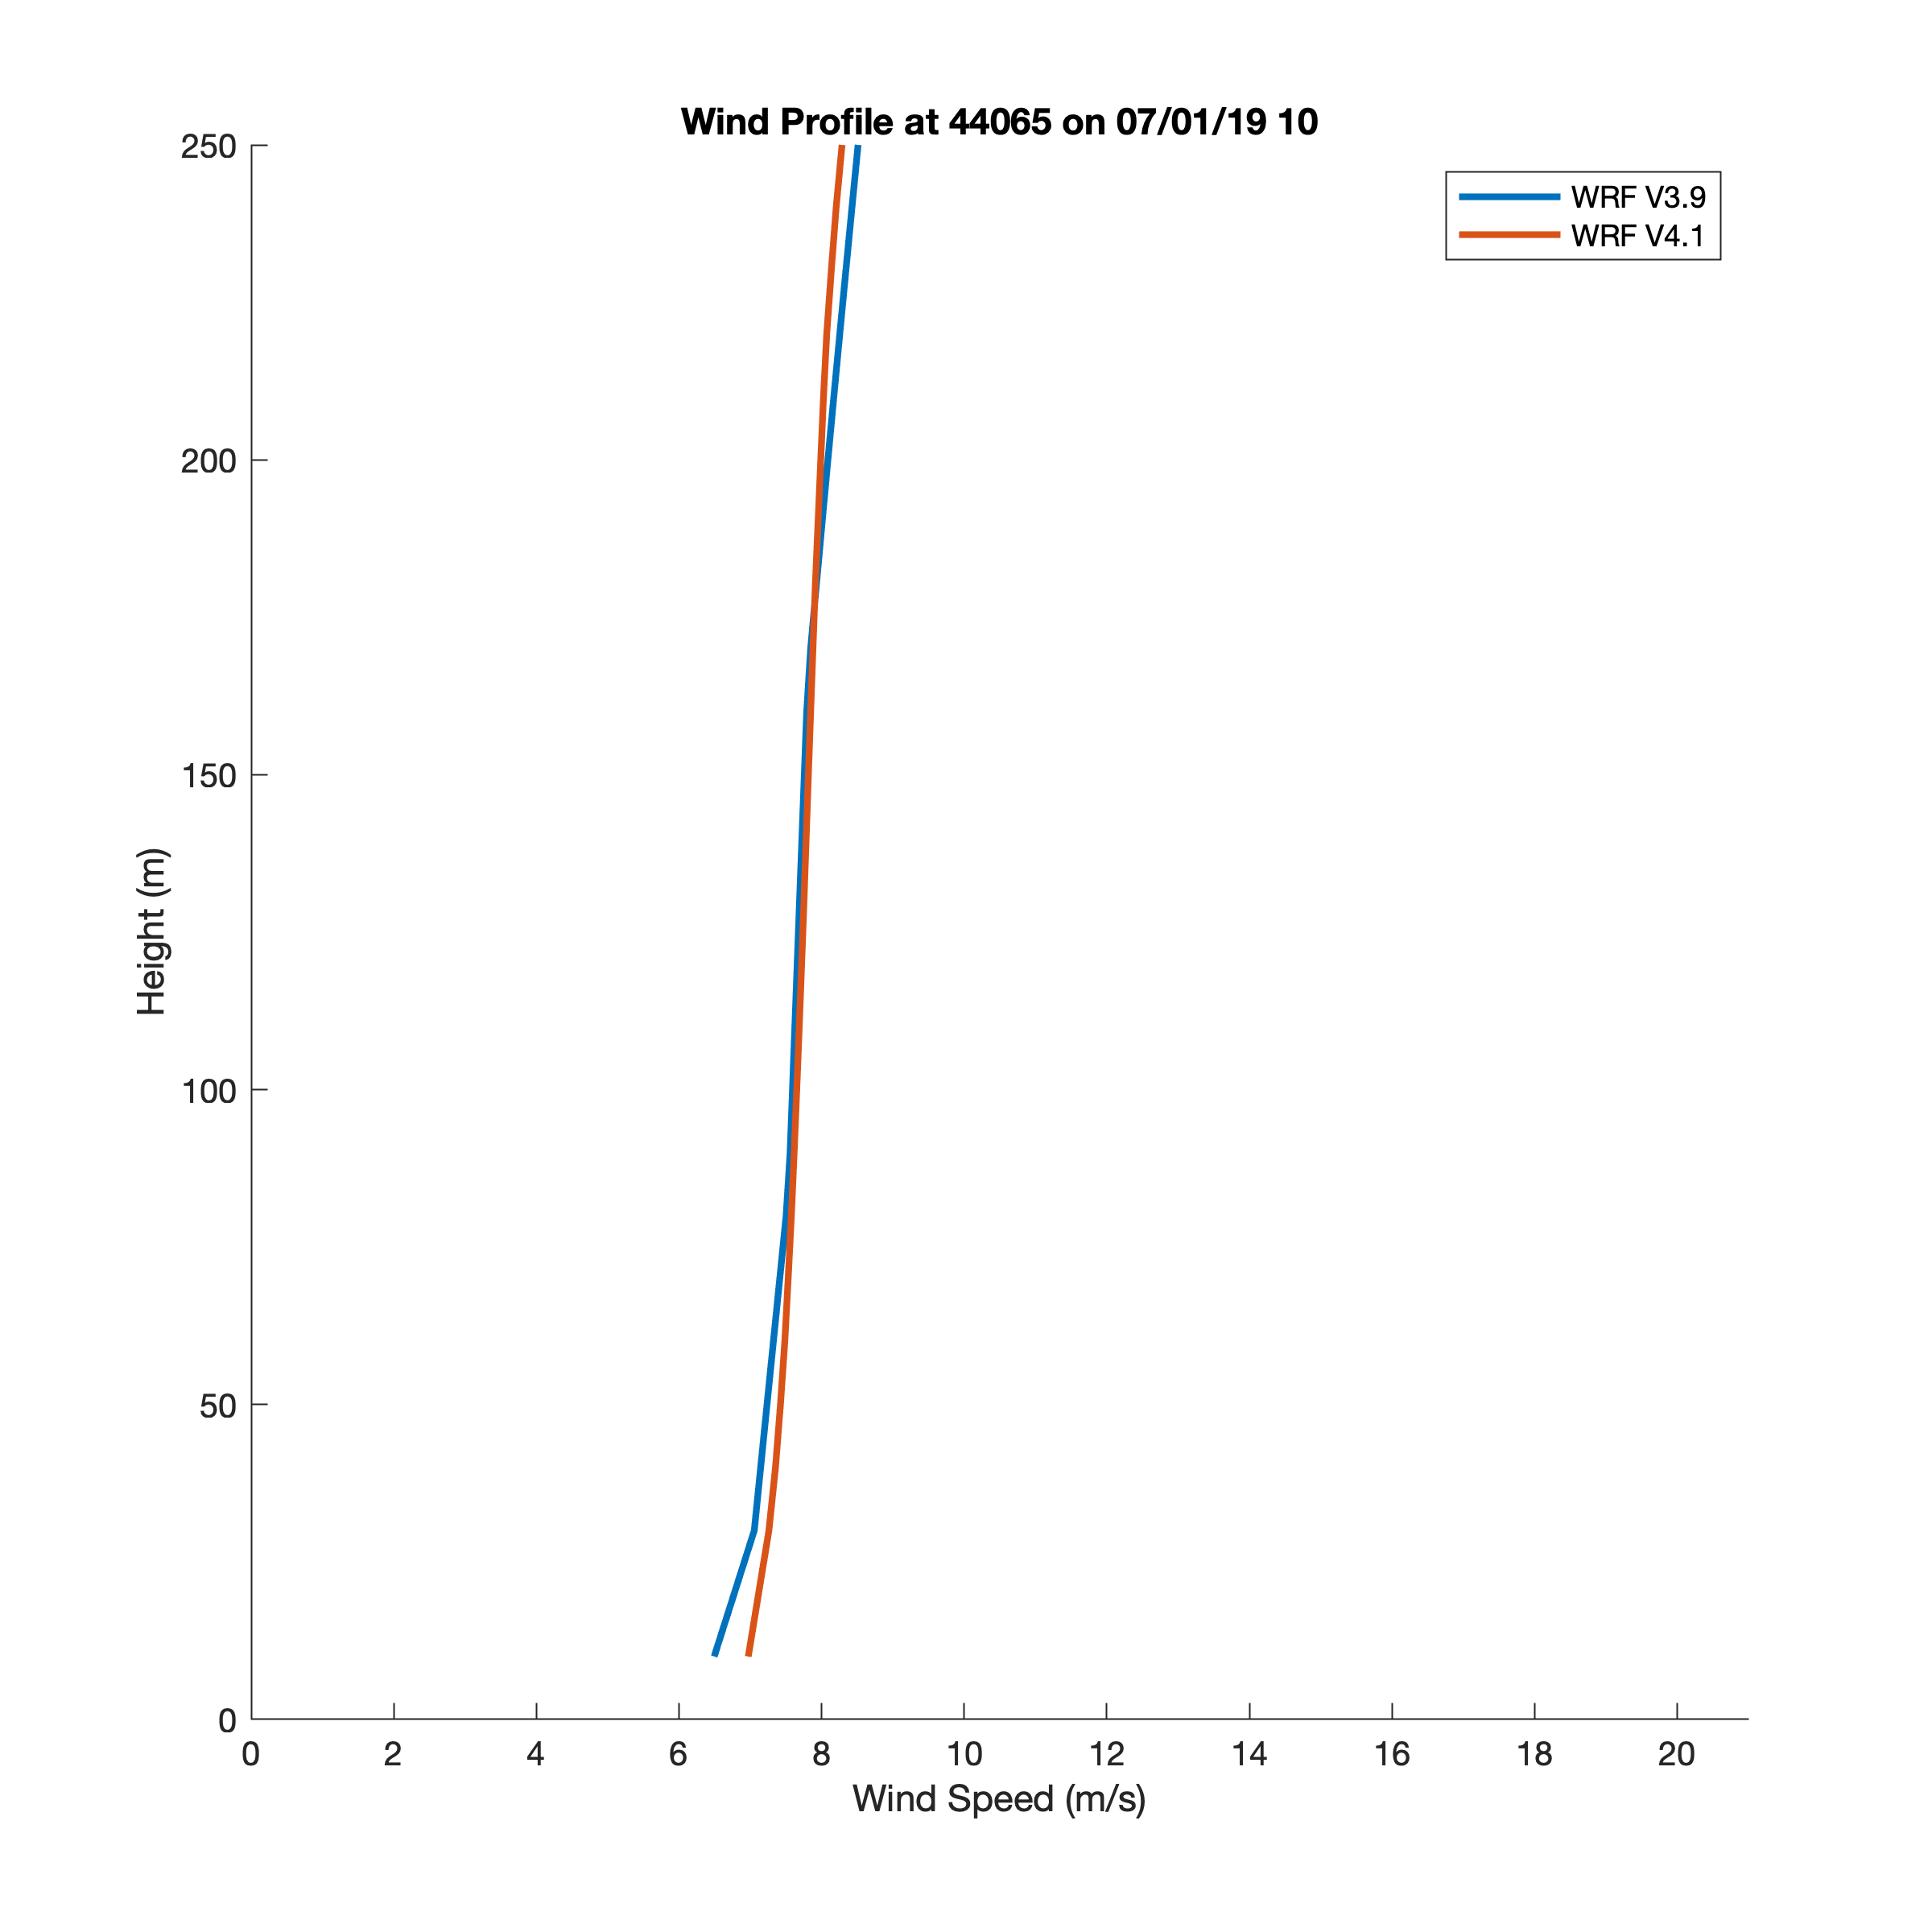 Wind Profile at 44065 on 07/01/19 10
WRF V3.9
WRF V4.1
250
200
150
100
50
0
Height (m)
0 2 4 6 8 10 12 14 16 18 20
Wind Speed (m/s)